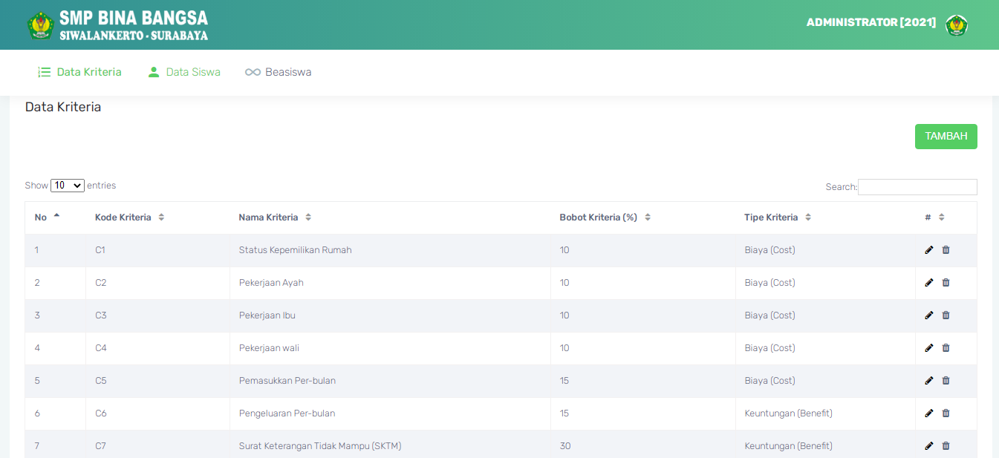 SMP BINA BANGSA
SIWALANKERTO - SURABAYA
ADMINISTRATOR [2021]
Data Kriteria
Data Siswa
Beasiswa
Data Kriteria
TAMBAH
Show 10 entries
Search:
No Kode Kriteria Nama Kriteria Bobot Kriteria (%) Tipe Kriteria #
1 C1 Status Kepemilikan Rumah 10 Biaya (Cost)
2 C2 Pekerjaan Ayah 10 Biaya (Cost)
3 C3 Pekerjaan Ibu 10 Biaya (Cost)
4 C4 Pekerjaan wali 10 Biaya (Cost)
5 C5 Pemasukkan Per-bulan 15 Biaya (Cost)
6 C6 Pengeluaran Per-bulan 15 Keuntungan (Benefit)
7 C7 Surat Keterangan Tidak Mampu (SKTM) 30 Keuntungan (Benefit)